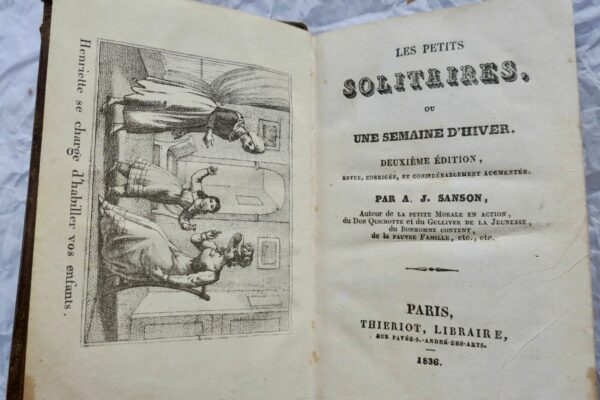 Henriette se charge d'habiller vos enfants.
LES PETITS
SOLITAIRES,
OU
UNE SEMAINE D'HIVER.
DEUXIÈME ÉDITION,
REVUE, CORRIGÉE, ET CONSIDÉRABLEMENT AUGMENTÉE.
PAR A. J. SANSON,
Auteur de LA PETITE MORALE EN ACTION,
du DON QUICHOTTE et du GULLIVER DE LA JEUNESSE,
du BONHOMME CONTENT,
de la PAUVRE FAMILLE, etc., etc.
PARIS,
THIERIOT, LIBRAIRE,
RUE PAVÉE-S.-ANDRÉ-DES-ARTS.
1836.